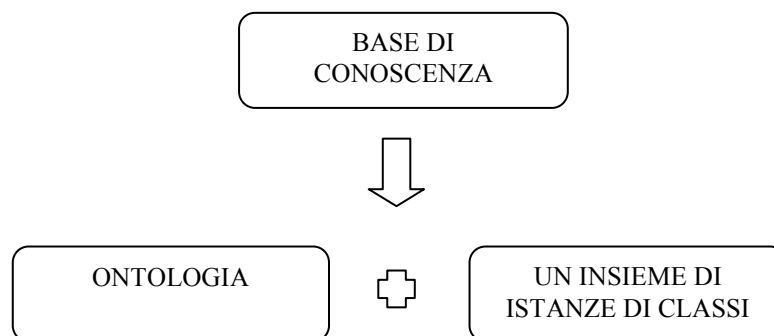 BASE DI
CONOSCENZA
ONTOLOGIA
UN INSIEME DI
ISTANZE DI CLASSI